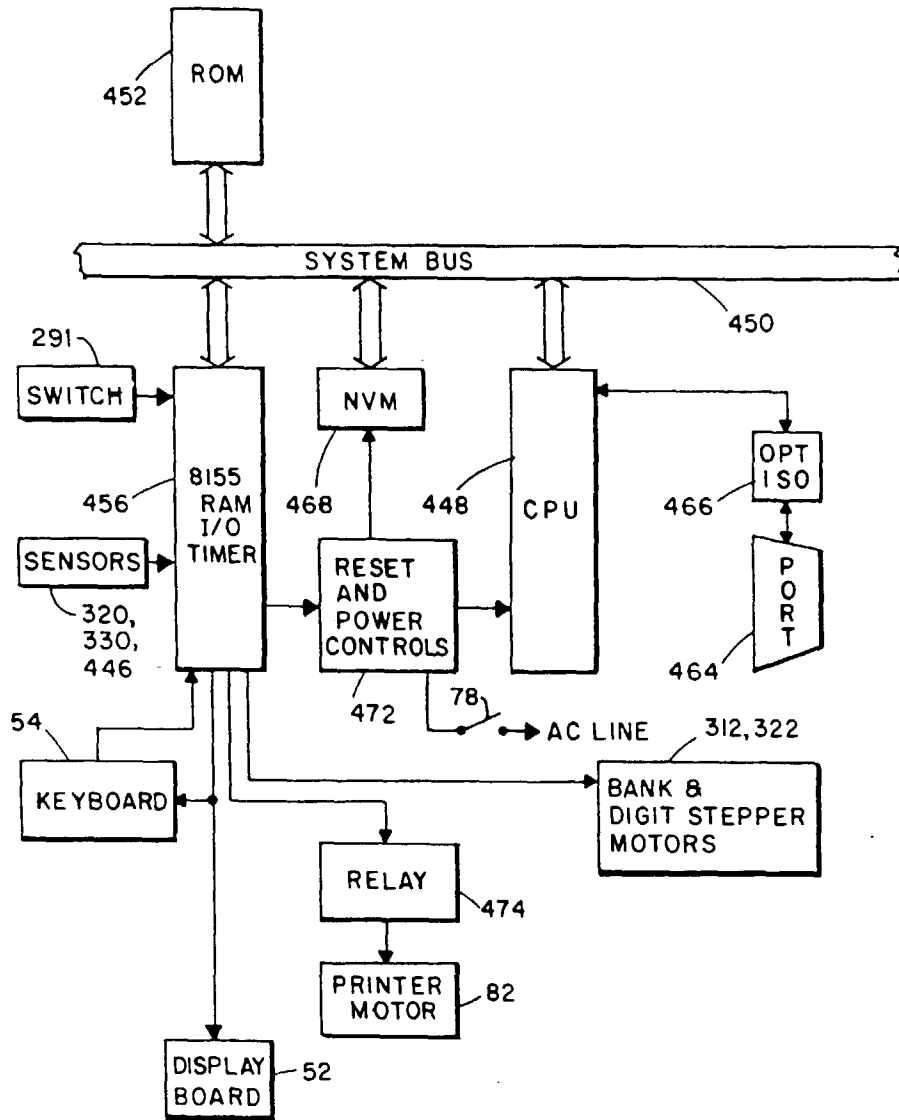 ROM
452
SYSTEM BUS
450
291
SWITCH
NVM
8155
RAM
I/O
TIMER
456
468
448
CPU
OPT
ISO
466
SENSORS
320,
330,
446
RESET
AND
POWER
CONTROLS
PORT
464
472
78
AC LINE
54
312, 322
KEYBOARD
BANK &
DIGIT STEPPER
MOTORS
RELAY
474
PRINTER
MOTOR
82
DISPLAY
BOARD
52